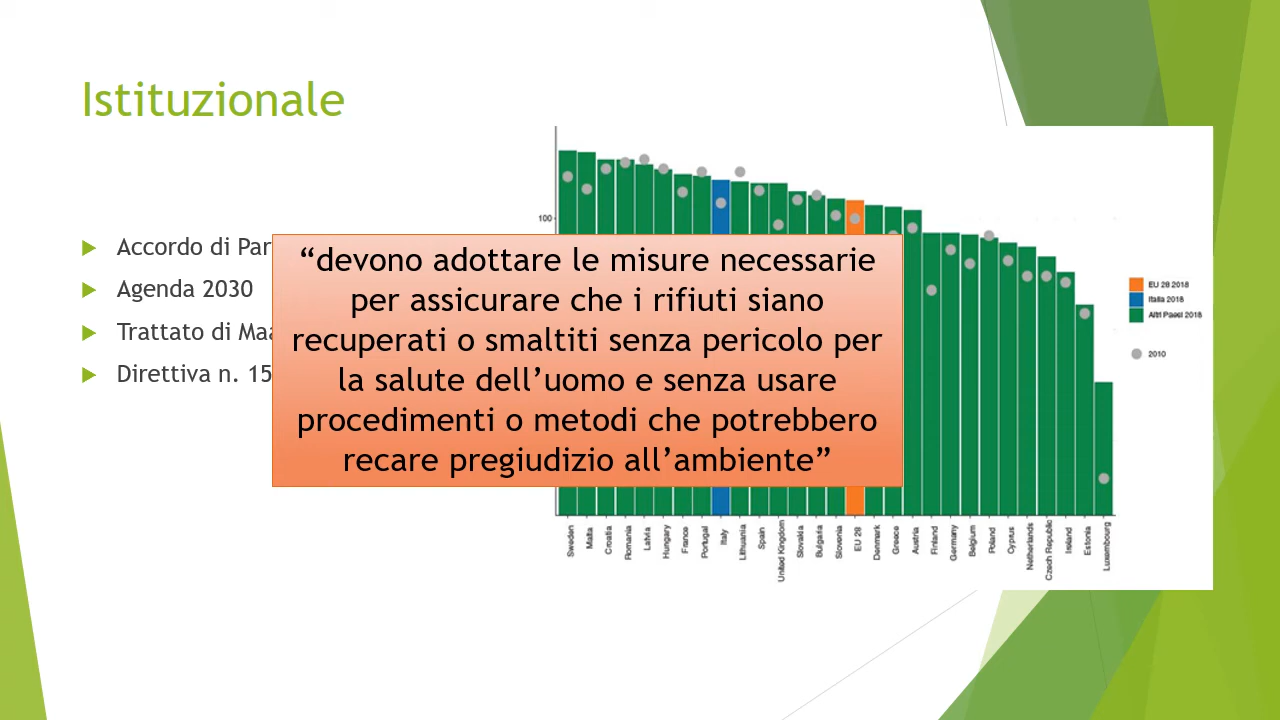 Istituzionale
Accordo di Par
Agenda 2030
Trattato di Maa
Direttiva n. 15
“devono adottare le misure necessarie
per assicurare che i rifiuti siano
recuperati o smaltiti senza pericolo per
la salute dell’uomo e senza usare
procedimenti o metodi che potrebbero
recare pregiudizio all’ambiente”
100
EU 28 2018
Italia 2018
Altri Paesi 2018
2010
Sweden
Malta
Croatia
Romania
Latvia
Hungary
France
Portugal
Italy
Lithuania
Spain
United Kingdom
Slovakia
Bulgaria
Slovenia
EU 28
Denmark
Greece
Austria
Finland
Germany
Belgium
Poland
Cyprus
Netherlands
Czech Republic
Ireland
Estonia
Luxembourg